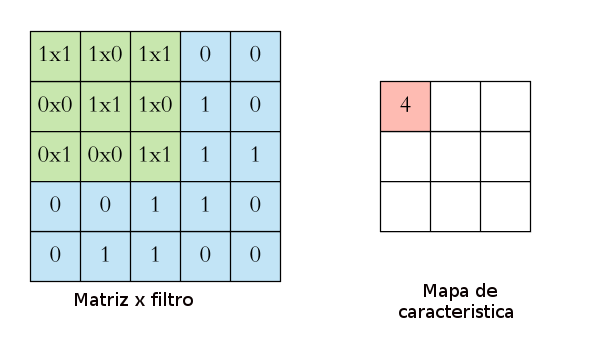 1x1 1x0 1x1 0 0
0x0 1x1 1x0 1 0
4
0x1 0x0 1x1 1 1
0 0 1 1 0
0 1 1 0 0
Matriz x filtro
Mapa de
caracteristica